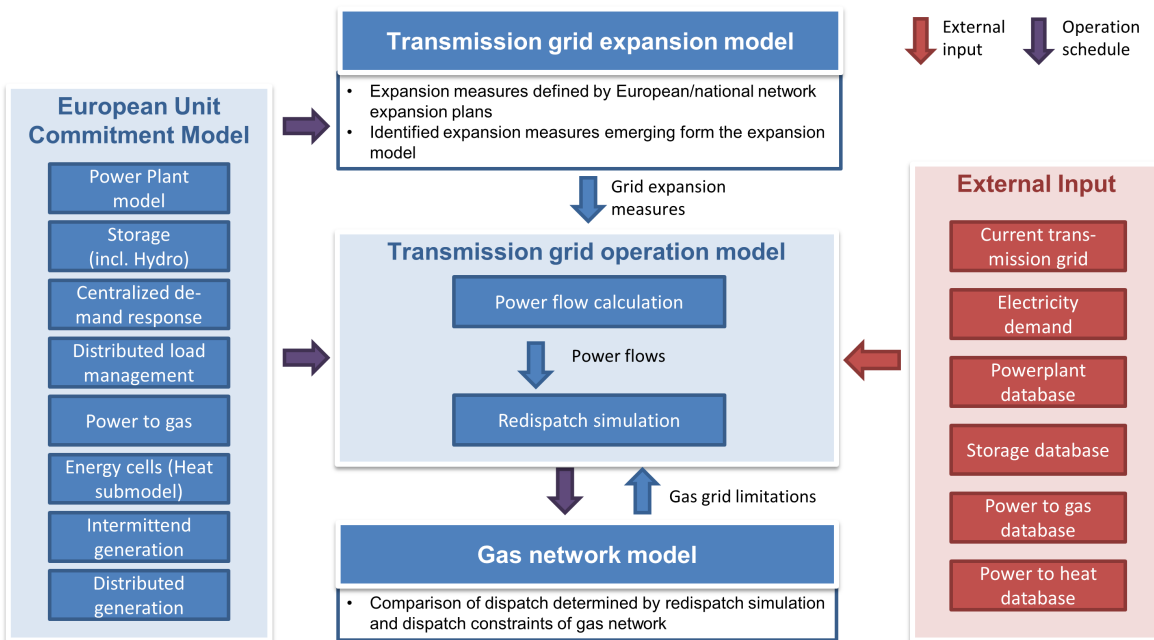 Transmission grid expansion model
• Expansion measures defined by European/national network
expansion plans
• Identified expansion measures emerging form the expansion
model
External
input
Operation
schedule
European Unit
Commitment Model
Power Plant
model
Storage
(incl. Hydro)
Centralized de-
mand response
Distributed load
management
Power to gas
Energy cells (Heat
submodel)
Intermittend
generation
Distributed
generation
Grid expansion
measures
Transmission grid operation model
Power flow calculation
Power flows
Redispatch simulation
Gas grid limitations
Gas network model
• Comparison of dispatch determined by redispatch simulation
and dispatch constraints of gas network
External Input
Current trans-
mission grid
Electricity
demand
Powerplant
database
Storage database
Power to gas
database
Power to heat
database